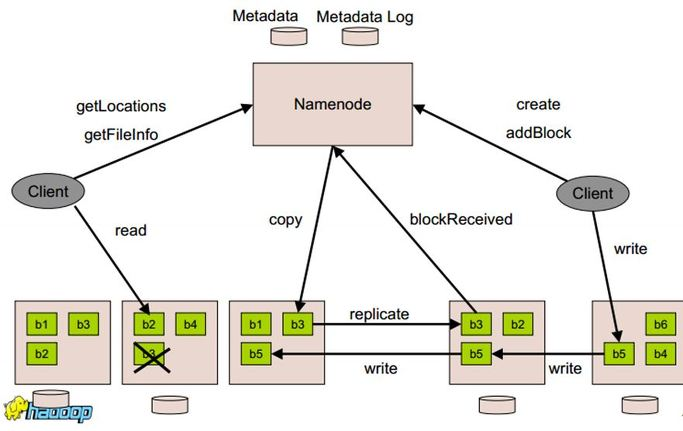 Metadata
Metadata Log
Namenode
getLocations
getFileInfo
create
addBlock
Client
Client
read
copy
blockReceived
write
b1 b3
b2
b2 b4
b3
b1 b3
b5
replicate
write
b3 b2
b5
write
b6
b5 b4
hadoop